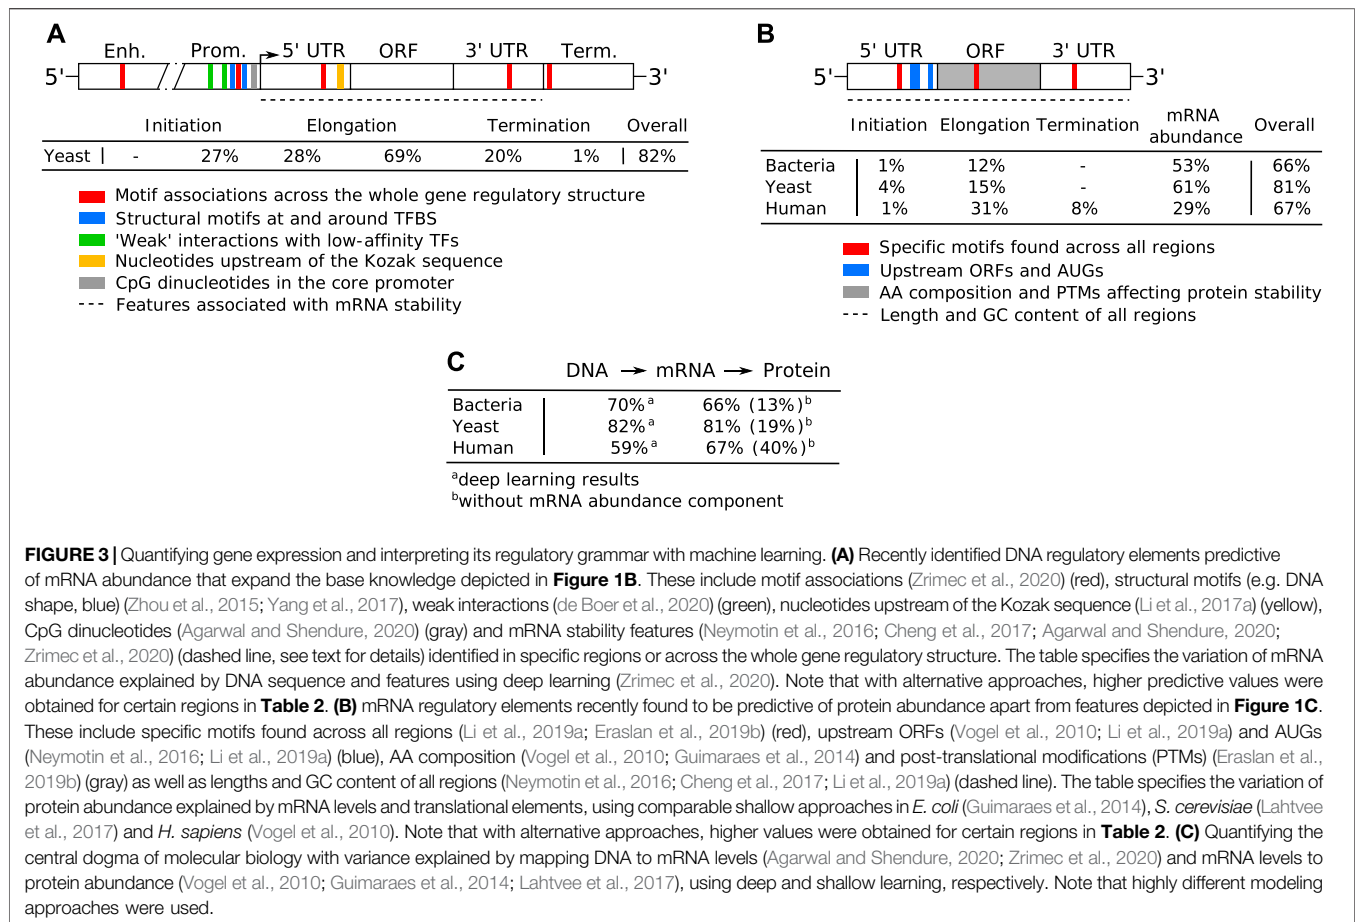 A
Enh. Prom. 5' UTR ORF 3' UTR Term.
5' 3'
Initiation Elongation Termination Overall
Yeast - 27% 28% 69% 20% 1% 82%
Motif associations across the whole gene regulatory structure
Structural motifs at and around TFBS
'Weak' interactions with low-affinity TFs
Nucleotides upstream of the Kozak sequence
CpG dinucleotides in the core promoter
Features associated with mRNA stability
B
5' UTR ORF 3' UTR
5' 3'
Initiation Elongation Termination mRNA abundance Overall
Bacteria 1% 12% - 53% 66%
Yeast 4% 15% - 61% 81%
Human 1% 31% 8% 29% 67%
Specific motifs found across all regions
Upstream ORFs and AUGs
AA composition and PTMs affecting protein stability
Length and GC content of all regions
C
DNA → mRNA → Protein
Bacteria 70%ᵃ 66% (13%)ᵇ
Yeast 82%ᵃ 81% (19%)ᵇ
Human 59%ᵃ 67% (40%)ᵇ
ᵃdeep learning results
ᵇwithout mRNA abundance component
FIGURE 3 | Quantifying gene expression and interpreting its regulatory grammar with machine learning. (A) Recently identified DNA regulatory elements predictive
of mRNA abundance that expand the base knowledge depicted in Figure 1B. These include motif associations (Zrimec et al., 2020) (red), structural motifs (e.g. DNA
shape, blue) (Zhou et al., 2015; Yang et al., 2017), weak interactions (de Boer et al., 2020) (green), nucleotides upstream of the Kozak sequence (Li et al., 2017a) (yellow),
CpG dinucleotides (Agarwal and Shendure, 2020) (gray) and mRNA stability features (Neymotin et al., 2016; Cheng et al., 2017; Agarwal and Shendure, 2020;
Zrimec et al., 2020) (dashed line, see text for details) identified in specific regions or across the whole gene regulatory structure. The table specifies the variation of mRNA
abundance explained by DNA sequence and features using deep learning (Zrimec et al., 2020). Note that with alternative approaches, higher predictive values were
obtained for certain regions in Table 2. (B) mRNA regulatory elements recently found to be predictive of protein abundance apart from features depicted in Figure 1C.
These include specific motifs found across all regions (Li et al., 2019a; Eraslan et al., 2019b) (red), upstream ORFs (Vogel et al., 2010; Li et al., 2019a) and AUGs
(Neymotin et al., 2016; Li et al., 2019a) (blue), AA composition (Vogel et al., 2010; Guimaraes et al., 2014) and post-translational modifications (PTMs) (Eraslan et al.,
2019b) (gray) as well as lengths and GC content of all regions (Neymotin et al., 2016; Cheng et al., 2017; Li et al., 2019a) (dashed line). The table specifies the variation of
protein abundance explained by mRNA levels and translational elements, using comparable shallow approaches in E. coli (Guimaraes et al., 2014), S. cerevisiae (Lahtvee
et al., 2017) and H. sapiens (Vogel et al., 2010). Note that with alternative approaches, higher values were obtained for certain regions in Table 2. (C) Quantifying the
central dogma of molecular biology with variance explained by mapping DNA to mRNA levels (Agarwal and Shendure, 2020; Zrimec et al., 2020) and mRNA levels to
protein abundance (Vogel et al., 2010; Guimaraes et al., 2014; Lahtvee et al., 2017), using deep and shallow learning, respectively. Note that highly different modeling
approaches were used.